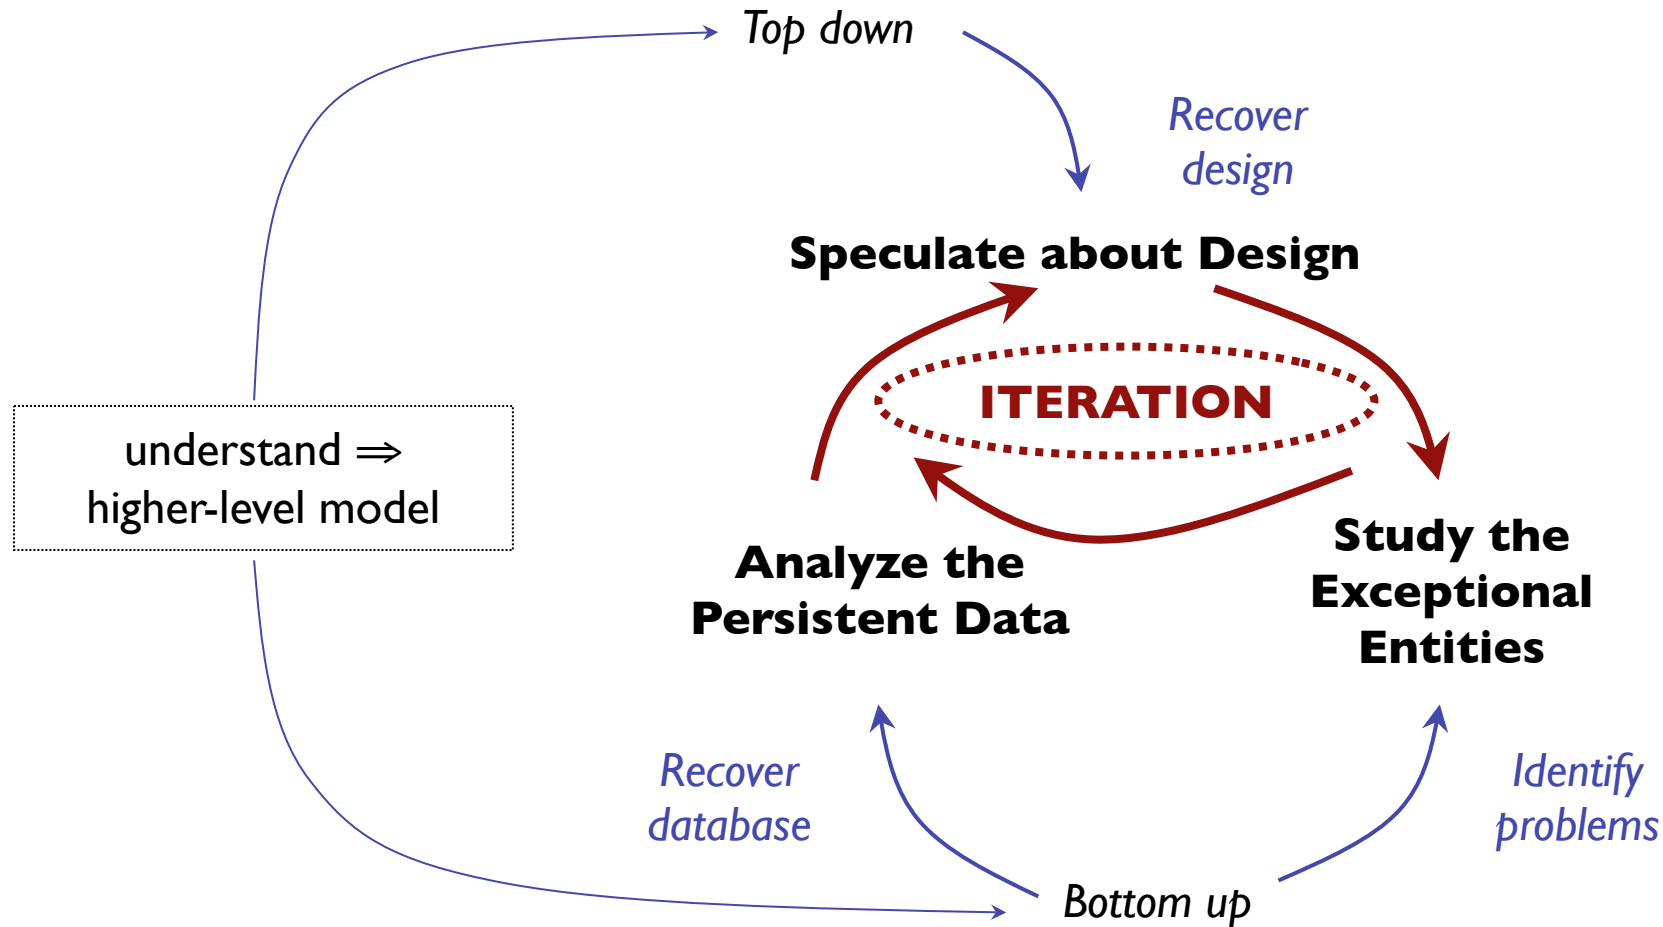 Top down
Recover
design
Speculate about Design
ITERATION
understand ⇒
higher-level model
Analyze the
Persistent Data
Study the
Exceptional
Entities
Recover
database
Identify
problems
Bottom up